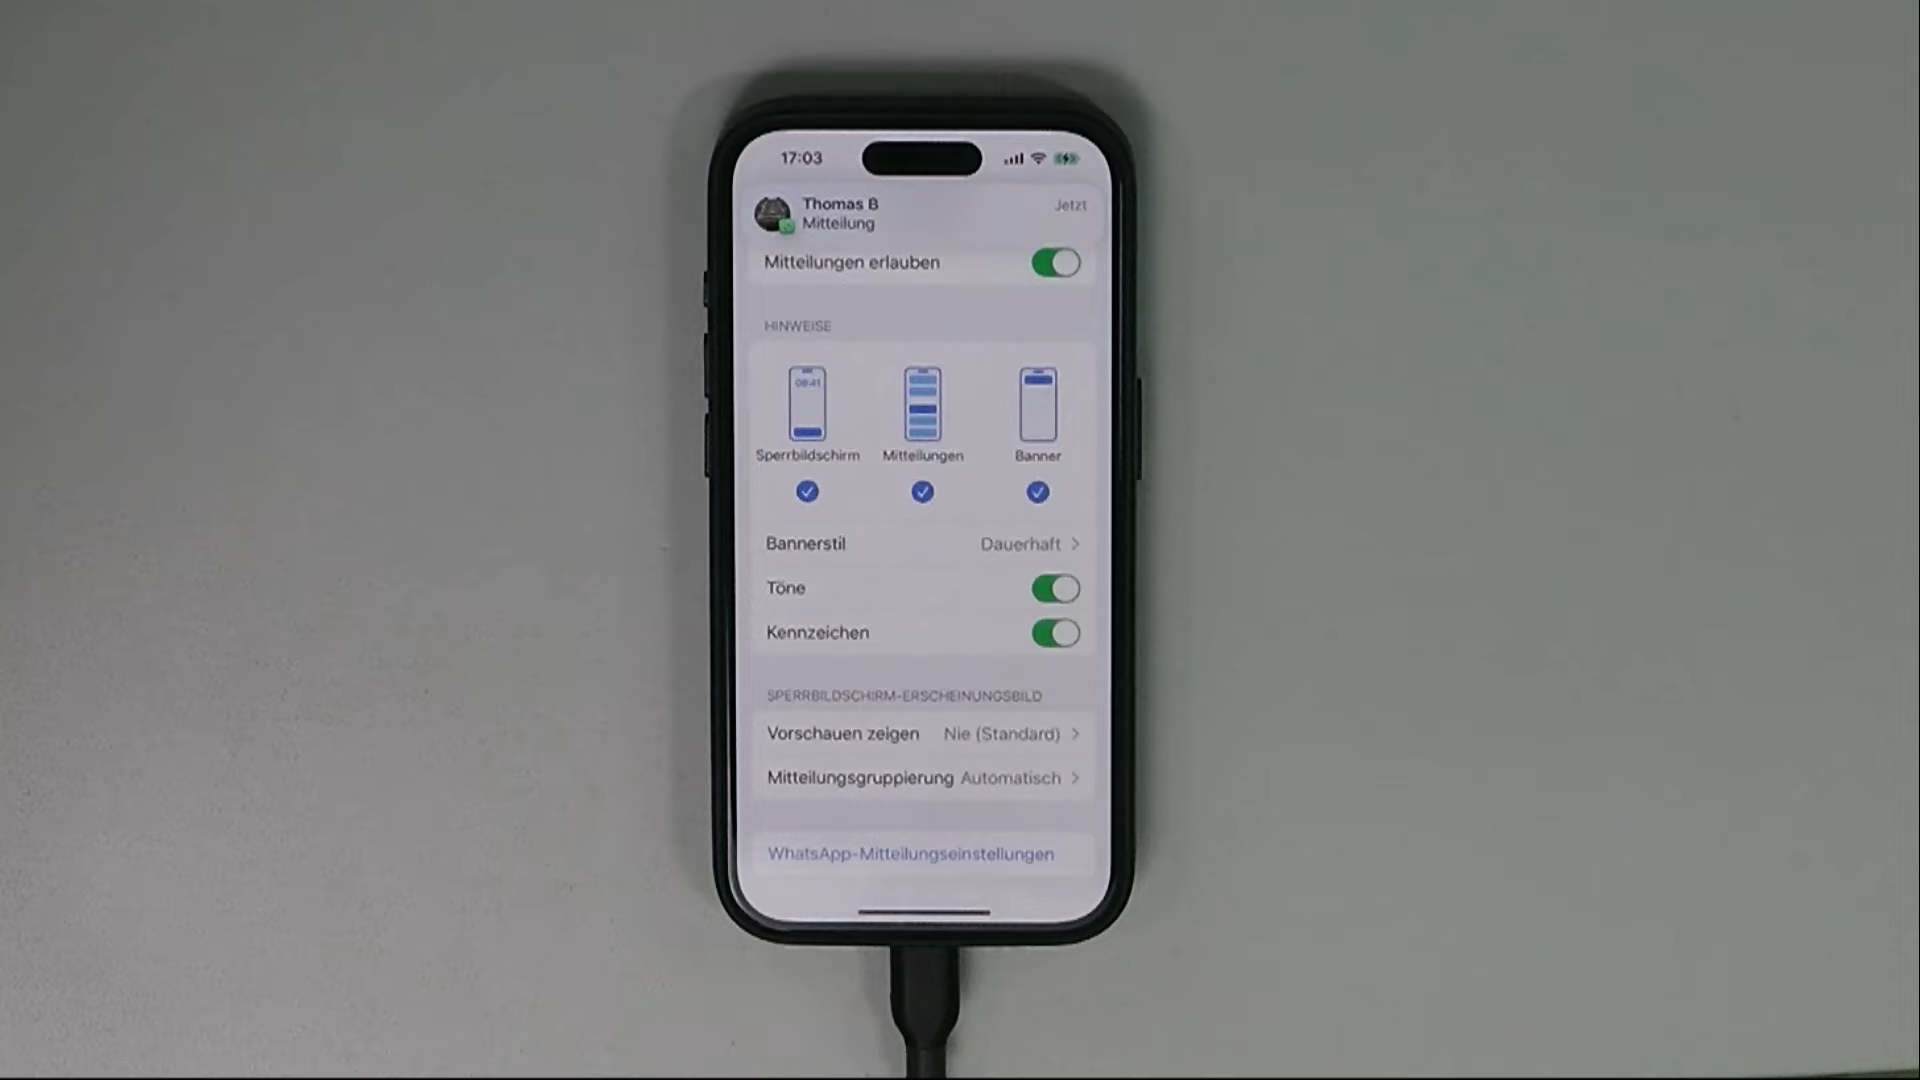 17:03
Thomas B
Jetzt
Mitteilung
Mitteilungen erlauben
HINWEISE
09:41
Sperrbildschirm
Mitteilungen
Banner
Bannerstil
Dauerhaft
Töne
Kennzeichen
SPERRBILDSCHIRM-ERSCHEINUNGSBILD
Vorschauen zeigen
Nie (Standard)
Mitteilungsgruppierung
Automatisch
WhatsApp-Mitteilungseinstellungen